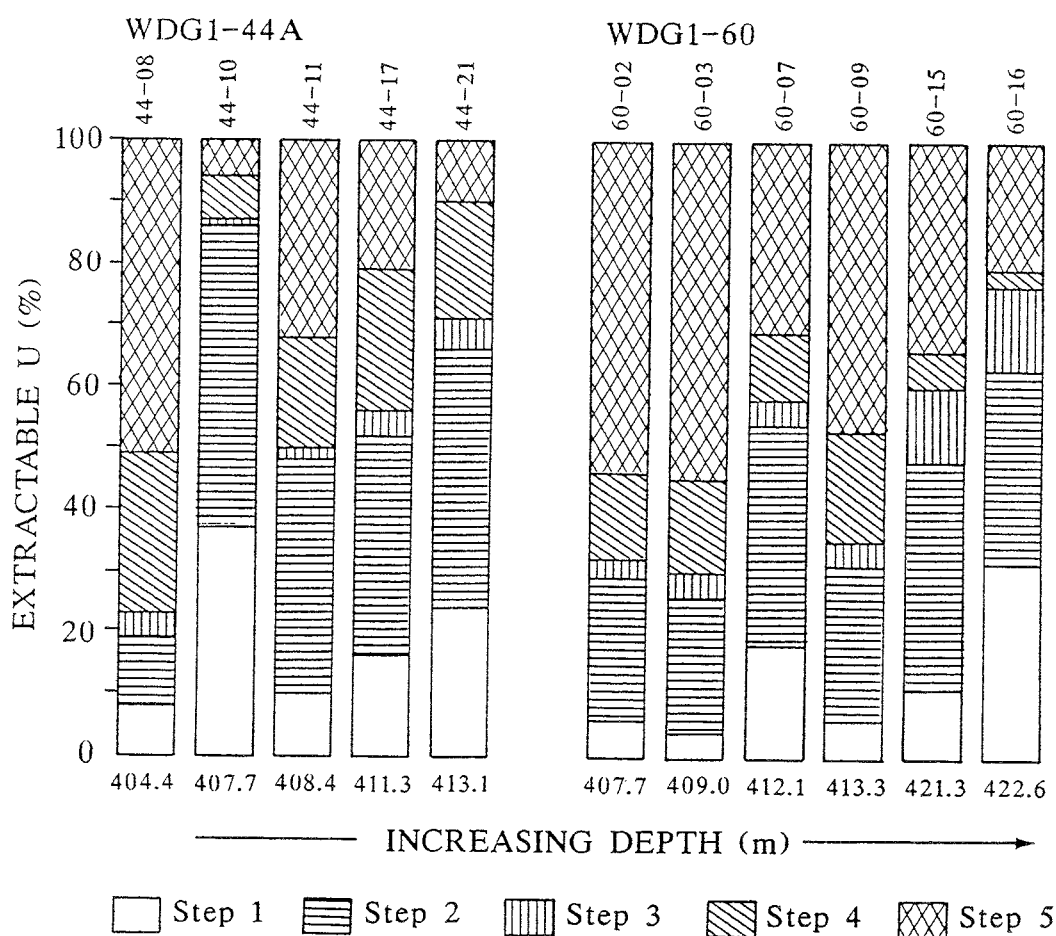 WDG1-44A WDG1-60
44-08 44-10 44-11 44-17 44-21 60-02 60-03 60-07 60-09 60-15 60-16
EXTRACTABLE U (%)
100
80
60
40
20
0
404.4 407.7 408.4 411.3 413.1 407.7 409.0 412.1 413.3 421.3 422.6
INCREASING DEPTH (m)
Step 1 Step 2 Step 3 Step 4 Step 5